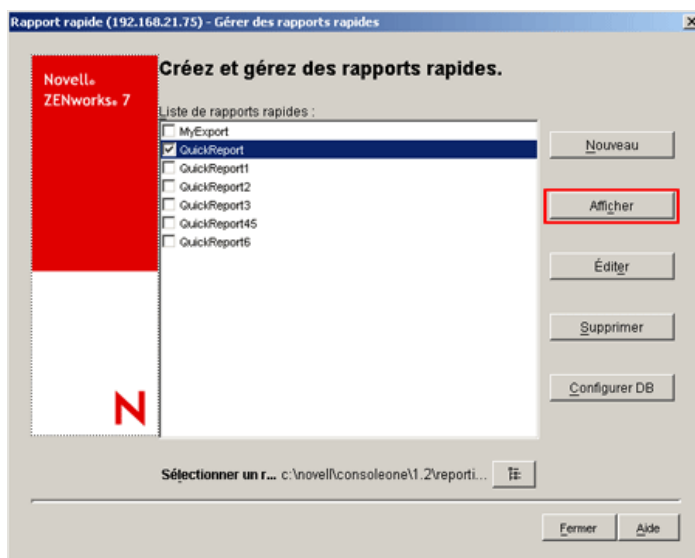 Rapport rapide (192.168.21.75) - Gérer des rapports rapides
Novell®
ZENworks® 7
Créez et gérez des rapports rapides.
Liste de rapports rapides :
MyExport
QuickReport
QuickReport1
QuickReport2
QuickReport3
QuickReport45
QuickReport6
Nouveau
Afficher
Éditer
Supprimer
Configurer DB
N
Sélectionner un r... c:\novell\consoleone\1.2\reporti...
Fermer
Aide